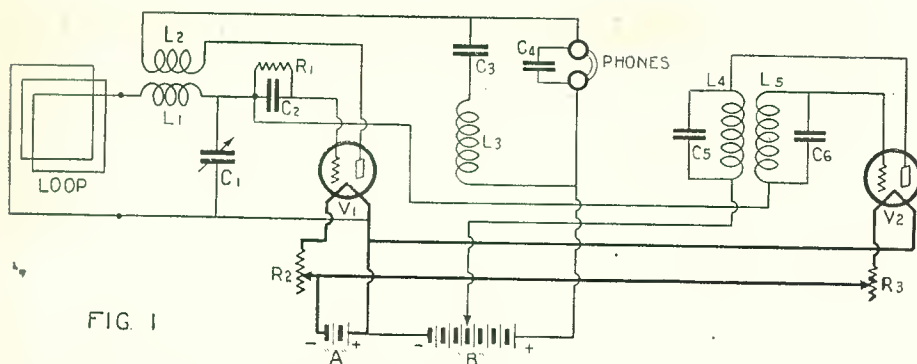 L2
C3
C4
PHONES
R1
L4
L5
L1
C2
L3
C5
C6
C1
LOOP
V1
V2
R2
R3
FIG. 1
- +
"A"
- +
"B"